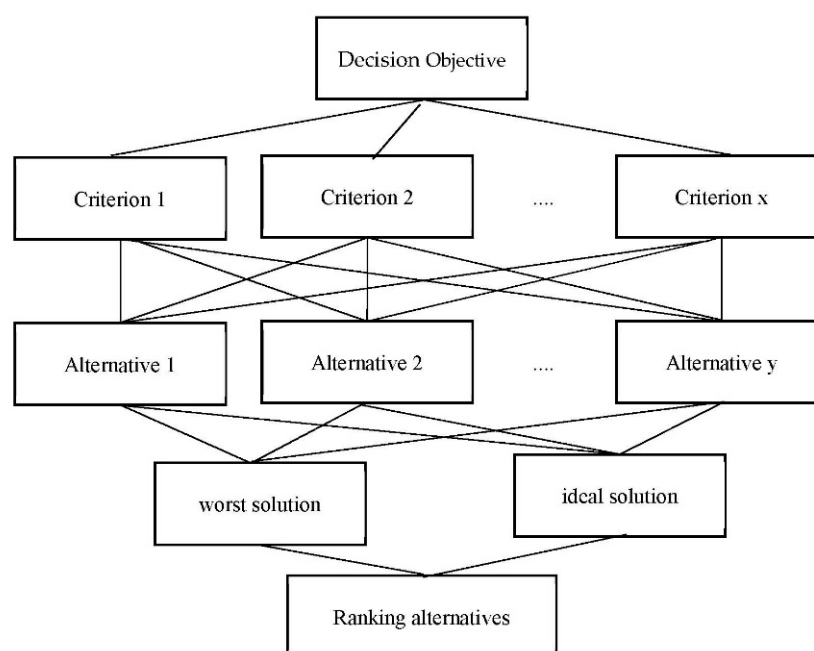 Decision Objective
Criterion 1
Criterion 2
....
Criterion x
Alternative 1
Alternative 2
....
Alternative y
worst solution
ideal solution
Ranking alternatives